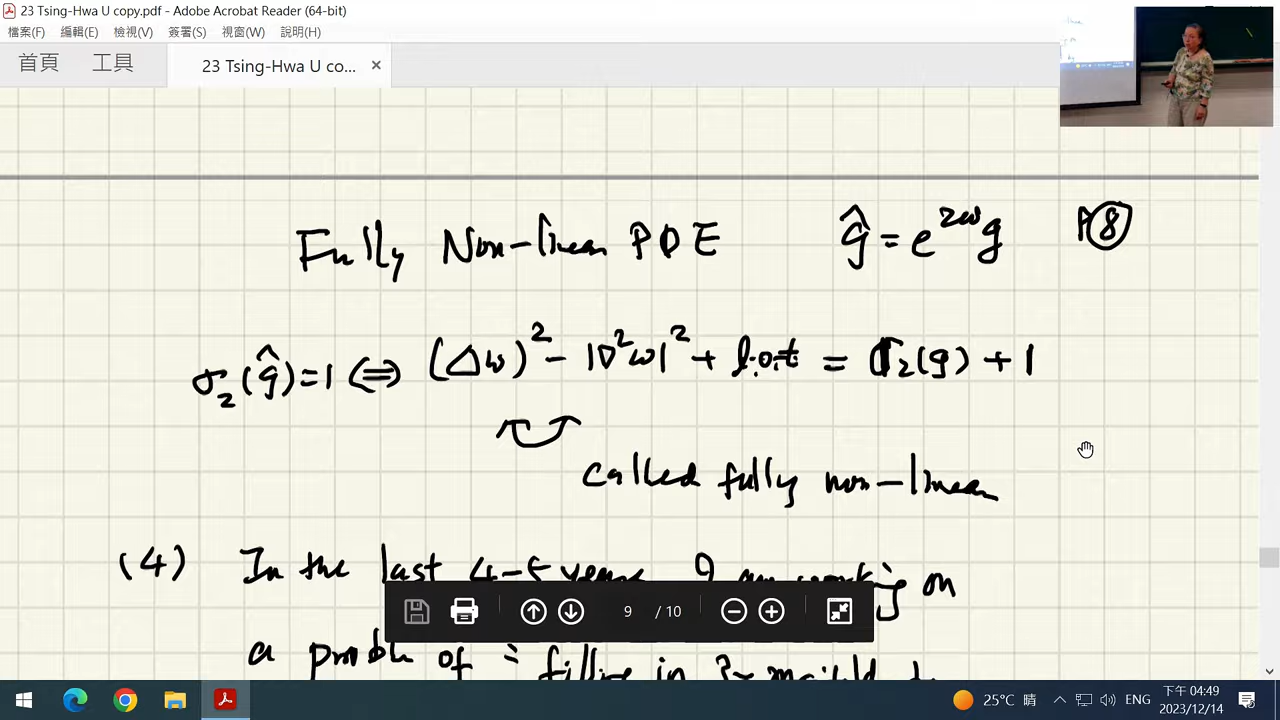 23 Tsing-Hwa U copy.pdf - Adobe Acrobat Reader (64-bit)
檔案(F) 編輯(E) 檢視(V) 簽署(S) 視窗(W) 說明(H)
首頁 工具 23 Tsing-Hwa U co... ×
Fully Non-linear PDE ĝ = e^{2w} g P⑧
σ₂(ĝ)=1 ⟺ (Δw)² − |∇²w|² + l.o.t = σ₂(g) + 1
called fully non-linear
(4) In the last 4-5 years I am working on
a problem of = filling in
9 / 10
25°C 晴 ENG 下午 04:49
2023/12/14